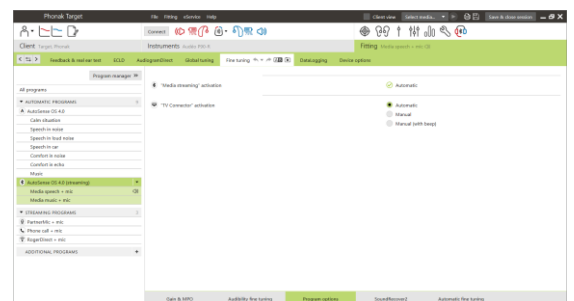 Phonak Target
File Fitting eService Help
Client view Select media... Save & close session
Connect
Client Target, Phonak
Instruments Audéo
Fitting Media speech + mic
Feedback & real ear test
AudiogramDirect
Global tuning
Fine tuning
DataLogging
Device options
Program manager
All programs
AUTOMATIC PROGRAMS
AutoSense OS 4.0
Calm situation
Speech in noise
Speech in loud noise
Speech in car
Comfort in noise
Comfort in echo
Music
AutoSense OS 4.0 (streaming)
Media speech + mic
Media music + mic
STREAMING PROGRAMS
PartnerMic + mic
Phone call + mic
RogerDirect + mic
ADDITIONAL PROGRAMS +
"Media streaming" activation
Automatic
"TV Connector" activation
Automatic
Manual
Manual (with beep)
Gain & MPO
Audibility fine tuning
Program options
SoundRecover2
Automatic fine tuning